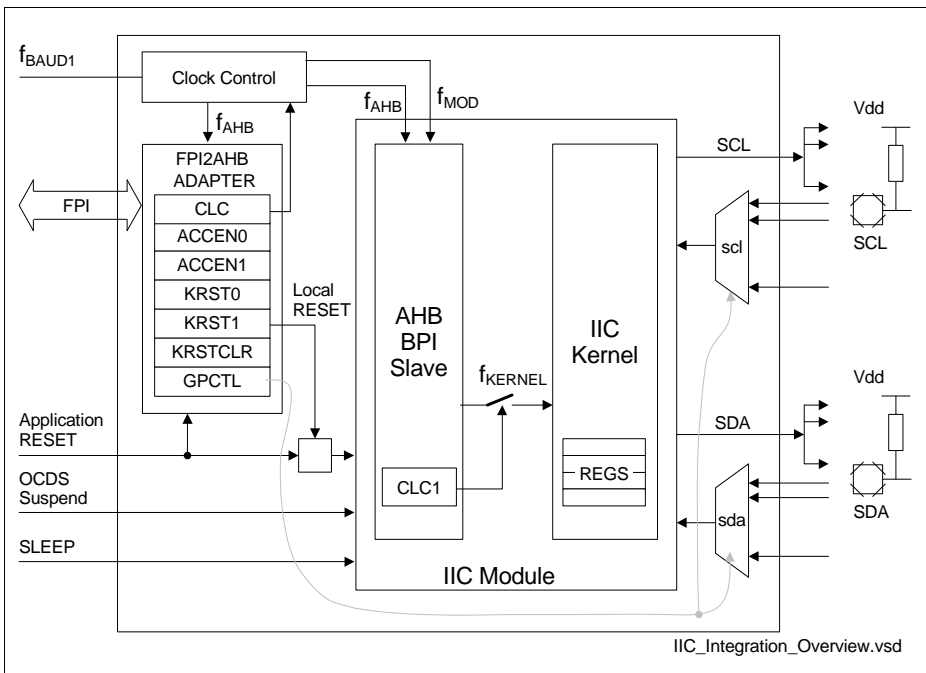 fBAUD1
Clock Control
fAHB
fMOD
fAHB
Vdd
FPI2AHB
ADAPTER
SCL
FPI
CLC
ACCEN0
ACCEN1
KRST0
KRST1
KRSTCLR
GPCTL
scl
SCL
Local
RESET
AHB
BPI
Slave
IIC
Kernel
fKERNEL
Vdd
Application
RESET
SDA
OCDS
Suspend
CLC1
REGS
sda
SDA
SLEEP
IIC Module
IIC_Integration_Overview.vsd